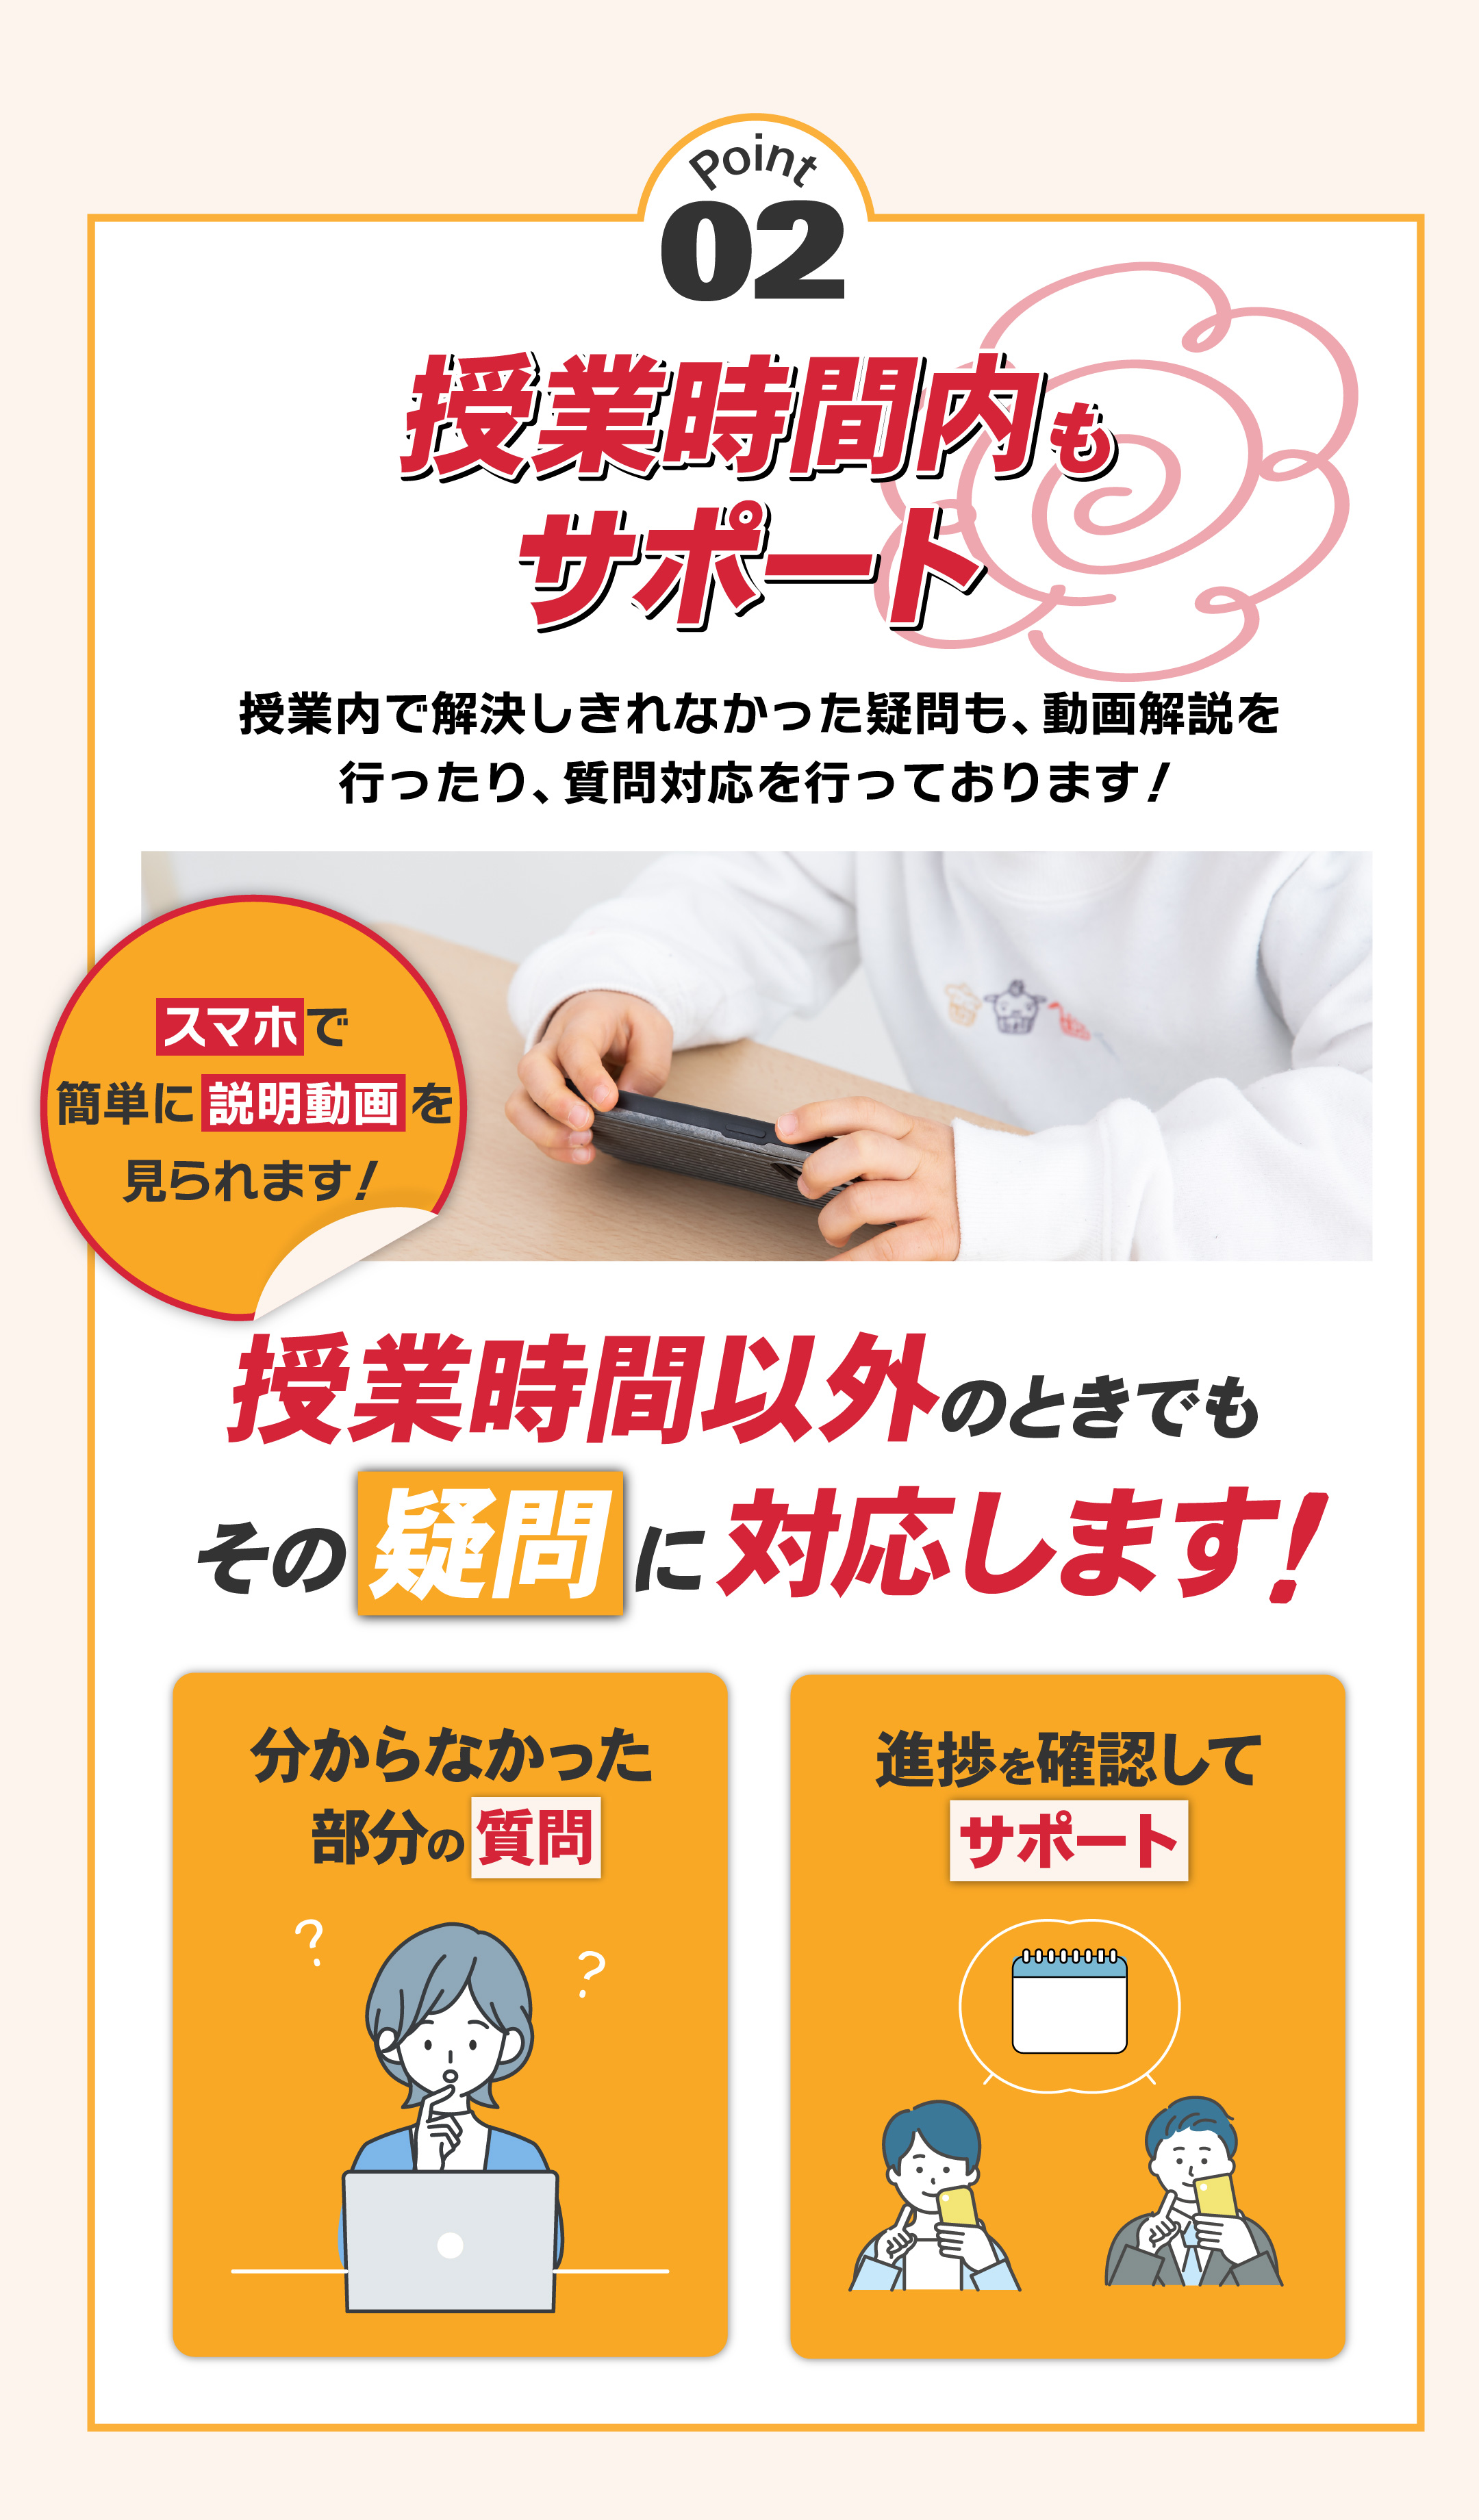 Point
02
授業時間内も
サポート
授業内で解決しきれなかった疑問も、動画解説を
行ったり、質問対応を行っております！
スマホで
簡単に説明動画を
見られます！
授業時間以外のときでも
その疑問に対応します！
分からなかった
部分の質問
?
?
進捗を確認して
サポート